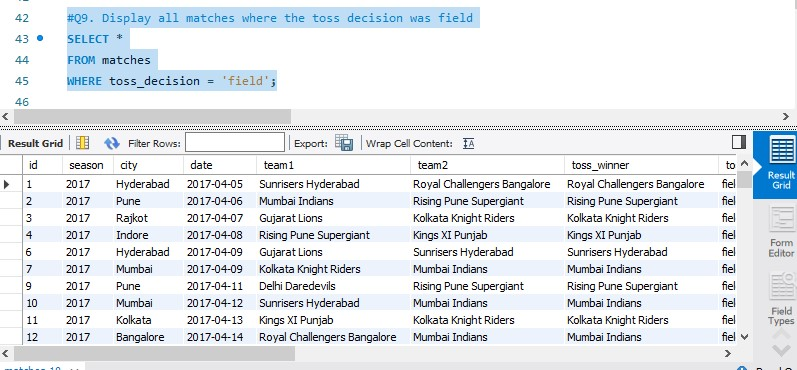 42 #Q9. Display all matches where the toss decision was field
43 SELECT *
44 FROM matches
45 WHERE toss_decision = 'field';
46
Result Grid Filter Rows: Export: Wrap Cell Content:
id season city date team1 team2 toss_winner to
1 2017 Hyderabad 2017-04-05 Sunrisers Hyderabad Royal Challengers Bangalore Royal Challengers Bangalore fiel
2 2017 Pune 2017-04-06 Mumbai Indians Rising Pune Supergiant Rising Pune Supergiant fiel
3 2017 Rajkot 2017-04-07 Gujarat Lions Kolkata Knight Riders Kolkata Knight Riders fiel
4 2017 Indore 2017-04-08 Rising Pune Supergiant Kings XI Punjab Kings XI Punjab fiel
6 2017 Hyderabad 2017-04-09 Gujarat Lions Sunrisers Hyderabad Sunrisers Hyderabad fiel
7 2017 Mumbai 2017-04-09 Kolkata Knight Riders Mumbai Indians Mumbai Indians fiel
9 2017 Pune 2017-04-11 Delhi Daredevils Rising Pune Supergiant Rising Pune Supergiant fiel
10 2017 Mumbai 2017-04-12 Sunrisers Hyderabad Mumbai Indians Mumbai Indians fiel
11 2017 Kolkata 2017-04-13 Kings XI Punjab Kolkata Knight Riders Kolkata Knight Riders fiel
12 2017 Bangalore 2017-04-14 Royal Challengers Bangalore Mumbai Indians Mumbai Indians fiel
Result
Grid
Form
Editor
Field
Types